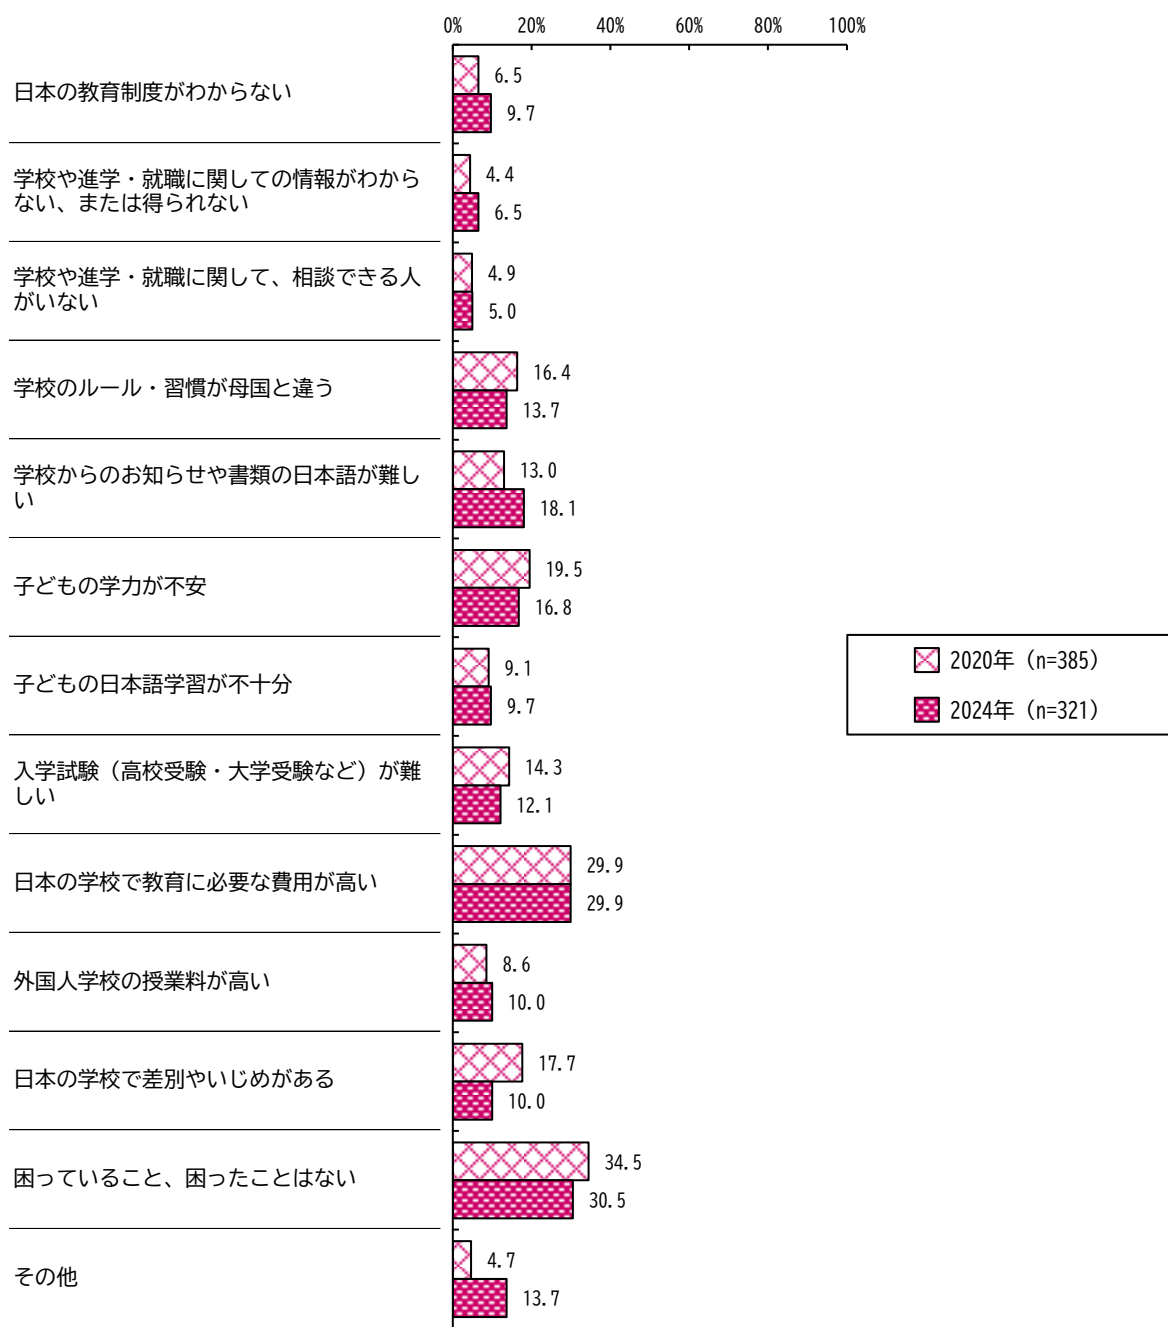 0% 20% 40% 60% 80% 100%
日本の教育制度がわからない
6.5
9.7
学校や進学・就職に関しての情報がわから
ない、または得られない
4.4
6.5
学校や進学・就職に関して、相談できる人
がいない
4.9
5.0
学校のルール・習慣が母国と違う
16.4
13.7
学校からのお知らせや書類の日本語が難し
い
13.0
18.1
子どもの学力が不安
19.5
16.8
子どもの日本語学習が不十分
9.1
9.7
入学試験（高校受験・大学受験など）が難
しい
14.3
12.1
日本の学校で教育に必要な費用が高い
29.9
29.9
外国人学校の授業料が高い
8.6
10.0
日本の学校で差別やいじめがある
17.7
10.0
困っていること、困ったことはない
34.5
30.5
その他
4.7
13.7
2020年（n=385）
2024年（n=321）